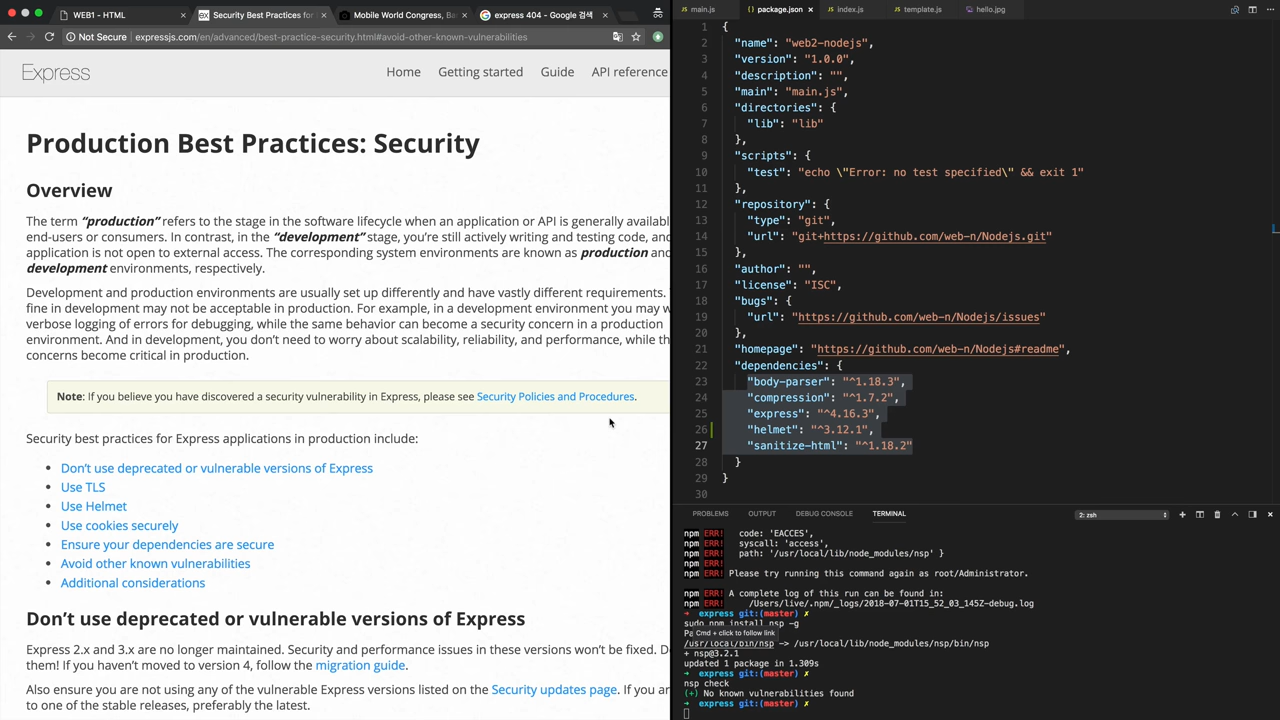 WEB1 - HTML
Security Best Practices for
Mobile World Congress, Ba
express 404 - Google 검색
Not Secure | expressjs.com/en/advanced/best-practice-security.html#avoid-other-known-vulnerabilities
Express
Home
Getting started
Guide
API reference
Production Best Practices: Security
Overview
The term “production” refers to the stage in the software lifecycle when an application or API is generally availabl
end-users or consumers. In contrast, in the “development” stage, you’re still actively writing and testing code, and
application is not open to external access. The corresponding system environments are known as production and
development environments, respectively.
Development and production environments are usually set up differently and have vastly different requirements.
fine in development may not be acceptable in production. For example, in a development environment you may w
verbose logging of errors for debugging, while the same behavior can become a security concern in a production
environment. And in development, you don’t need to worry about scalability, reliability, and performance, while th
concerns become critical in production.
Note: If you believe you have discovered a security vulnerability in Express, please see Security Policies and Procedures.
Security best practices for Express applications in production include:
Don’t use deprecated or vulnerable versions of Express
Use TLS
Use Helmet
Use cookies securely
Ensure your dependencies are secure
Avoid other known vulnerabilities
Additional considerations
Don’t use deprecated or vulnerable versions of Express
Express 2.x and 3.x are no longer maintained. Security and performance issues in these versions won’t be fixed. D
them! If you haven’t moved to version 4, follow the migration guide.
Also ensure you are not using any of the vulnerable Express versions listed on the Security updates page. If you ar
to one of the stable releases, preferably the latest.
main.js
package.json
index.js
template.js
hello.jpg
1 {
2 "name": "web2-nodejs",
3 "version": "1.0.0",
4 "description": "",
5 "main": "main.js",
6 "directories": {
7 "lib": "lib"
8 },
9 "scripts": {
10 "test": "echo \"Error: no test specified\" && exit 1"
11 },
12 "repository": {
13 "type": "git",
14 "url": "git+https://github.com/web-n/Nodejs.git"
15 },
16 "author": "",
17 "license": "ISC",
18 "bugs": {
19 "url": "https://github.com/web-n/Nodejs/issues"
20 },
21 "homepage": "https://github.com/web-n/Nodejs#readme",
22 "dependencies": {
23 "body-parser": "^1.18.3",
24 "compression": "^1.7.2",
25 "express": "^4.16.3",
26 "helmet": "^3.12.1",
27 "sanitize-html": "^1.18.2"
28 }
29 }
30
PROBLEMS
OUTPUT
DEBUG CONSOLE
TERMINAL
2: zsh
npm ERR! code: 'EACCES',
npm ERR! syscall: 'access',
npm ERR! path: '/usr/local/lib/node_modules/nsp' }
npm ERR!
npm ERR! Please try running this command again as root/Administrator.
npm ERR! A complete log of this run can be found in:
npm ERR! /Users/live/.npm/_logs/2018-07-01T15_52_03_145Z-debug.log
➜ express git:(master) ✗
sudo npm install nsp -g
Pa
Cmd + click to follow link
/usr/local/bin/nsp -> /usr/local/lib/node_modules/nsp/bin/nsp
+ nsp@3.2.1
updated 1 package in 1.309s
➜ express git:(master) ✗
nsp check
(+) No known vulnerabilities found
➜ express git:(master) ✗